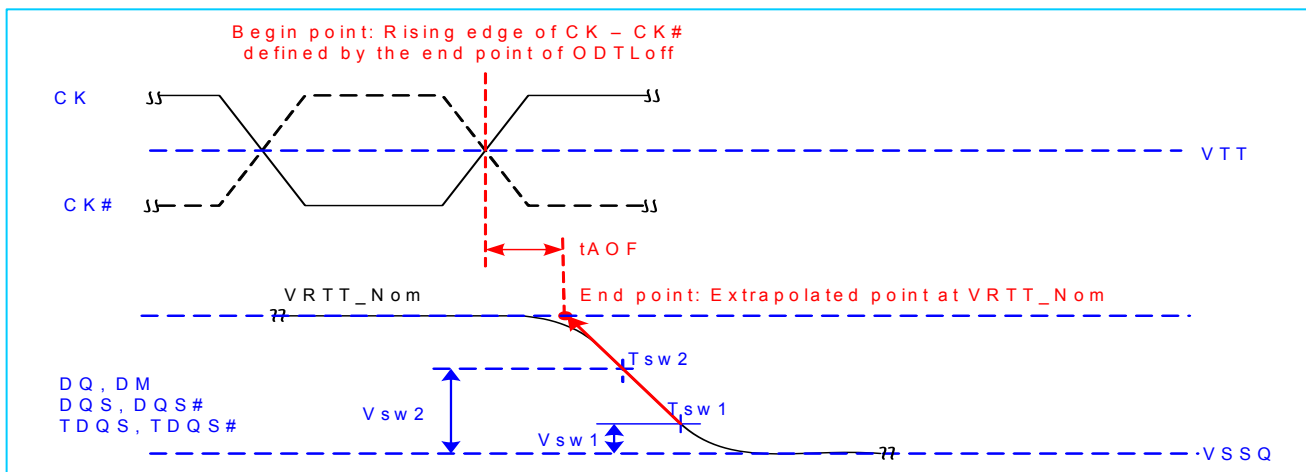 Begin point: Rising edge of CK – CK#
defined by the end point of ODTLoff
CK
VTT
CK#
tAOF
VRTT_Nom
End point: Extrapolated point at VRTT_Nom
Tsw2
DQ, DM
DQS, DQS#
TDQS, TDQS#
Vsw2
Tsw1
Vsw1
VSSQ